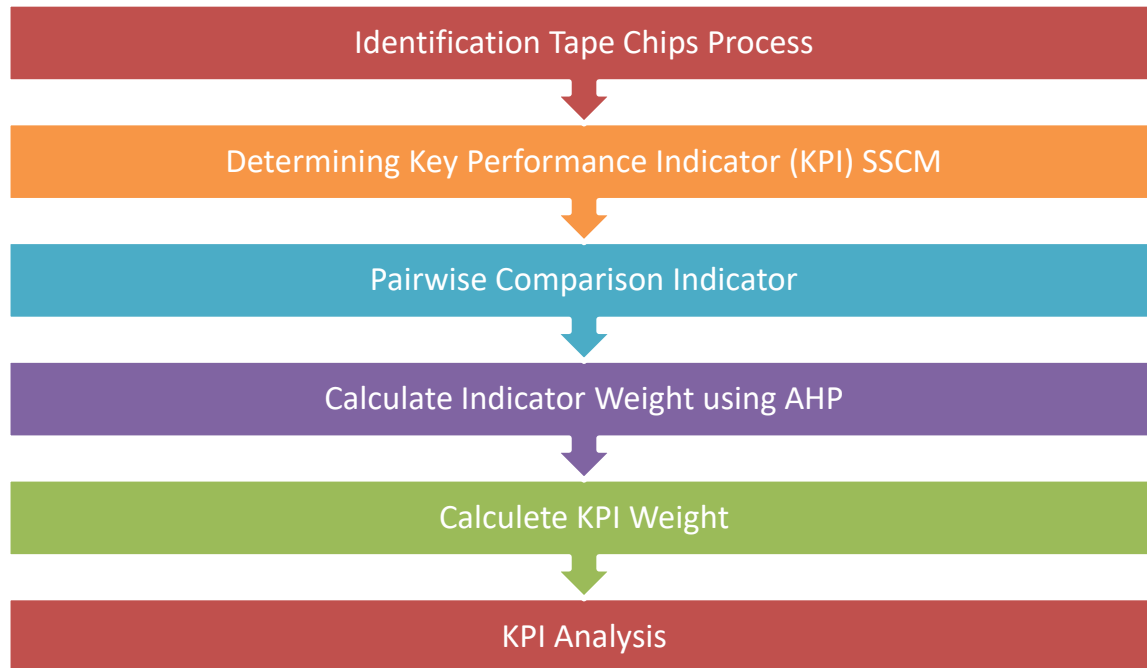 Identification Tape Chips Process
Determining Key Performance Indicator (KPI) SSCM
Pairwise Comparison Indicator
Calculate Indicator Weight using AHP
Calculete KPI Weight
KPI Analysis